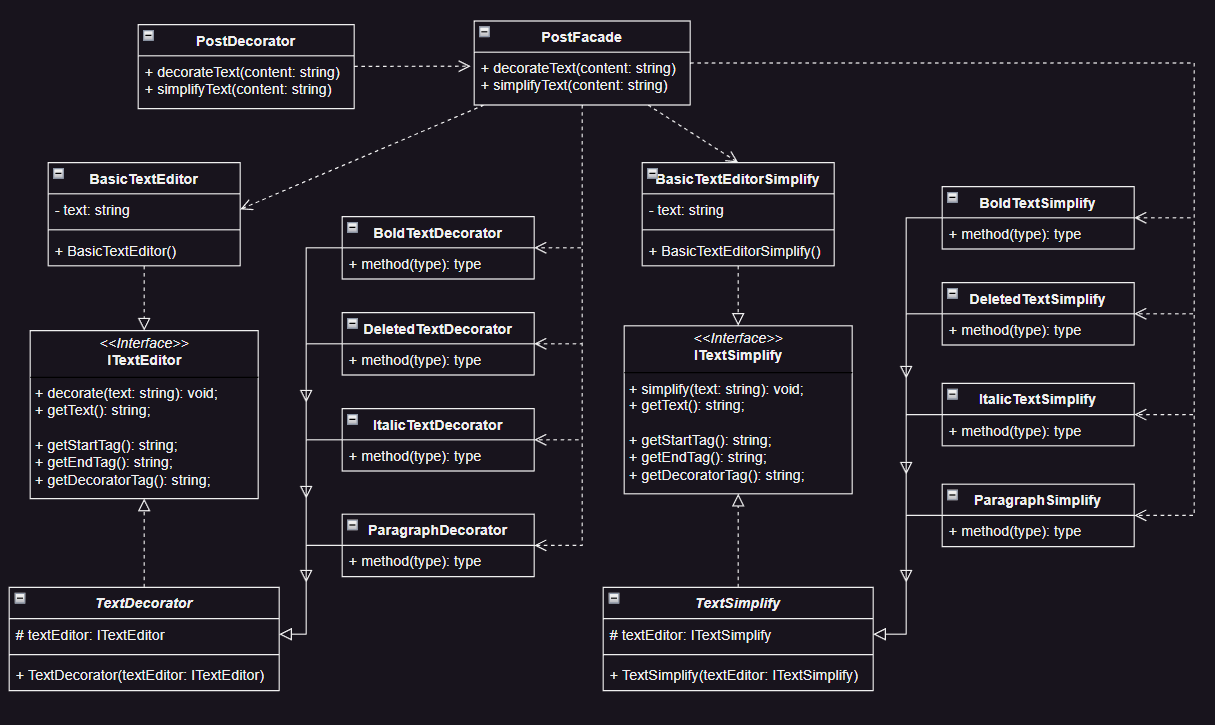 PostDecorator
+ decorateText(content: string)
+ simplifyText(content: string)
PostFacade
+ decorateText(content: string)
+ simplifyText(content: string)
BasicTextEditor
- text: string
+ BasicTextEditor()
<<Interface>>
ITextEditor
+ decorate(text: string): void;
+ getText(): string;
+ getStartTag(): string;
+ getEndTag(): string;
+ getDecoratorTag(): string;
TextDecorator
# textEditor: ITextEditor
+ TextDecorator(textEditor: ITextEditor)
BoldTextDecorator
+ method(type): type
DeletedTextDecorator
+ method(type): type
ItalicTextDecorator
+ method(type): type
ParagraphDecorator
+ method(type): type
BasicTextEditorSimplify
- text: string
+ BasicTextEditorSimplify()
<<Interface>>
ITextSimplify
+ simplify(text: string): void;
+ getText(): string;
+ getStartTag(): string;
+ getEndTag(): string;
+ getDecoratorTag(): string;
TextSimplify
# textEditor: ITextSimplify
+ TextSimplify(textEditor: ITextSimplify)
BoldTextSimplify
+ method(type): type
DeletedTextSimplify
+ method(type): type
ItalicTextSimplify
+ method(type): type
ParagraphSimplify
+ method(type): type